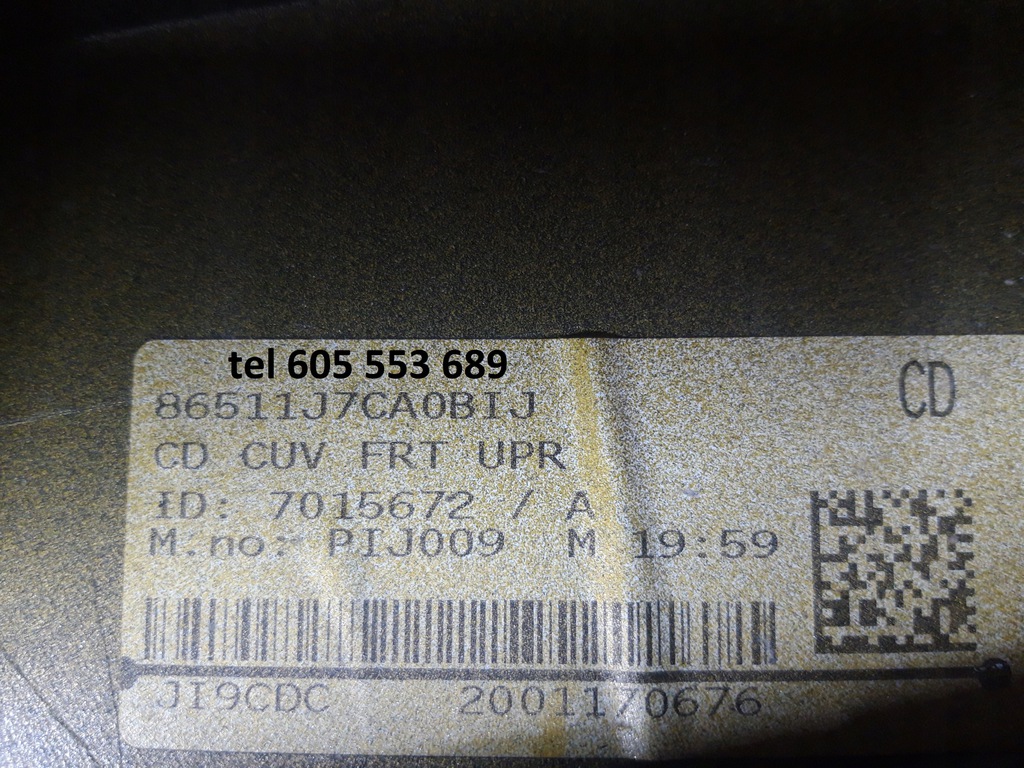 tel 605 553 689
86511J7CA0BIJ
CD
CD CUV FRT UPR
ID: 7015672 / A
M.no: PIJ009 M 19:59
JI9CDC 2001170676